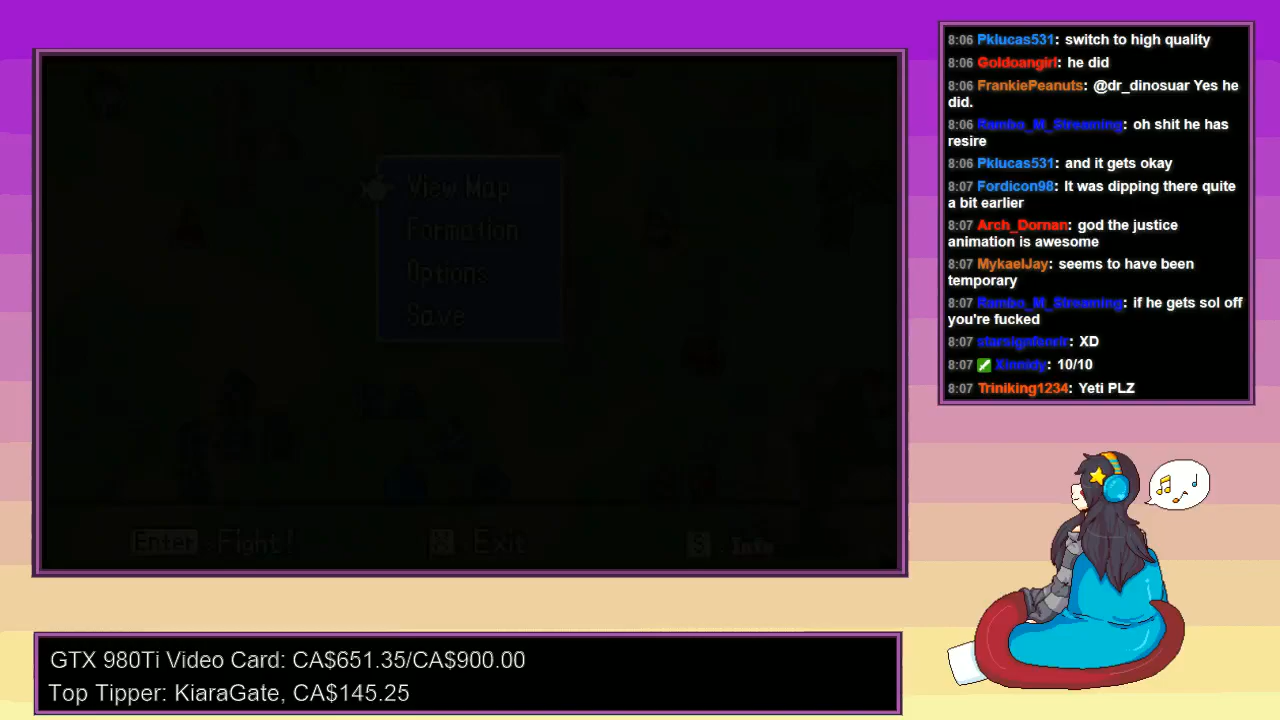 View Map
Formation
Options
Save
Enter :Fight!
Exit
S :Info
8:06 Pklucas531: switch to high quality
8:06 Goldoangirl: he did
8:06 FrankiePeanuts: @dr_dinosuar Yes he
did.
8:06 Rambo_M_Streaming: oh shit he has
resire
8:06 Pklucas531: and it gets okay
8:07 Fordicon98: It was dipping there quite
a bit earlier
8:07 Arch_Dornan: god the justice
animation is awesome
8:07 MykaelJay: seems to have been
temporary
8:07 Rambo_M_Streaming: if he gets sol off
you're fucked
8:07 XD
8:07 10/10
8:07 Triniking1234: Yeti PLZ
GTX 980Ti Video Card: CA$651.35/CA$900.00
Top Tipper: KiaraGate, CA$145.25